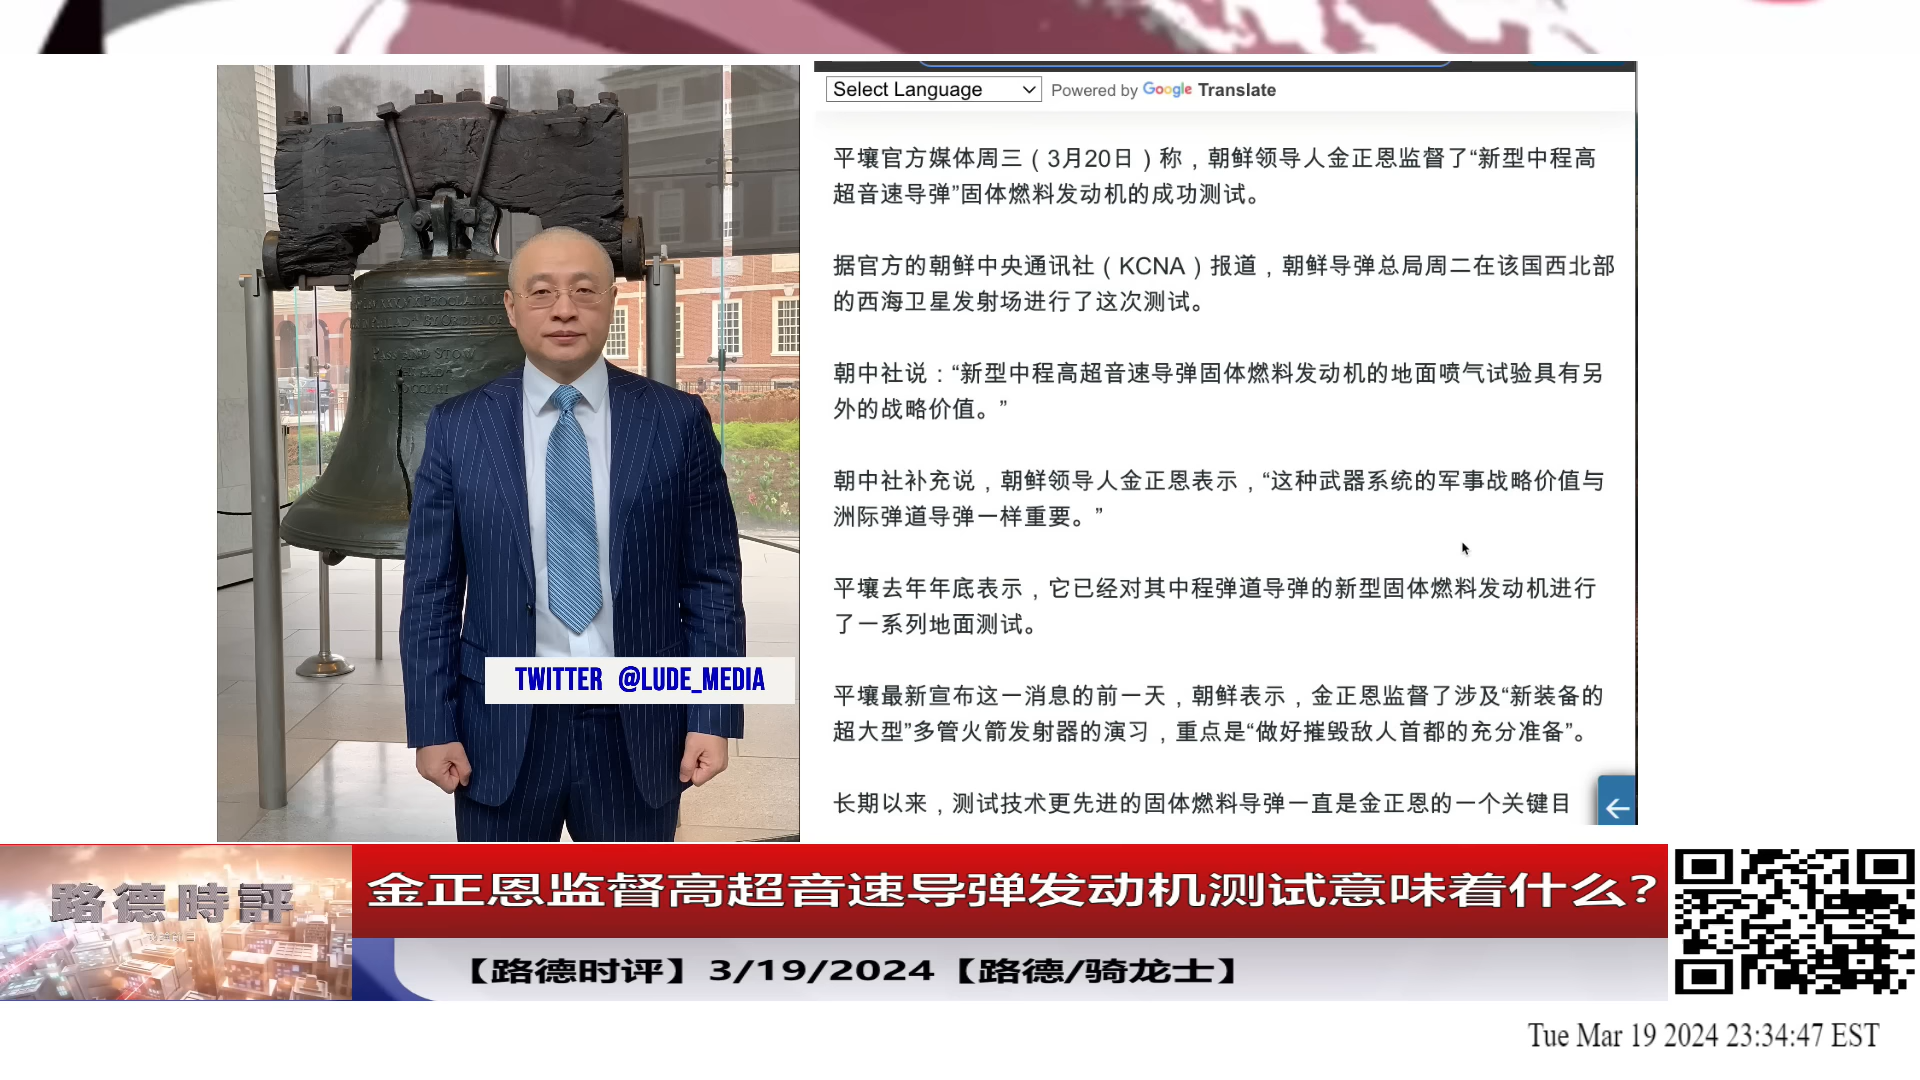 Select Language
Powered by Google Translate
平壤官方媒体周三（3月20日）称，朝鲜领导人金正恩监督了“新型中程高
超音速导弹”固体燃料发动机的成功测试。
据官方的朝鲜中央通讯社（KCNA）报道，朝鲜导弹总局周二在该国西北部
的西海卫星发射场进行了这次测试。
朝中社说：“新型中程高超音速导弹固体燃料发动机的地面喷气试验具有另
外的战略价值。”
朝中社补充说，朝鲜领导人金正恩表示，“这种武器系统的军事战略价值与
洲际弹道导弹一样重要。”
平壤去年年底表示，它已经对其中程弹道导弹的新型固体燃料发动机进行
了一系列地面测试。
平壤最新宣布这一消息的前一天，朝鲜表示，金正恩监督了涉及“新装备的
超大型”多管火箭发射器的演习，重点是“做好摧毁敌人首都的充分准备”。
长期以来，测试技术更先进的固体燃料导弹一直是金正恩的一个关键目
PASS AND STOW
TWITTER @LUDE_MEDIA
路德時評
金正恩监督高超音速导弹发动机测试意味着什么?
【路德时评】3/19/2024【路德/骑龙士】
Tue Mar 19 2024 23:34:47 EST